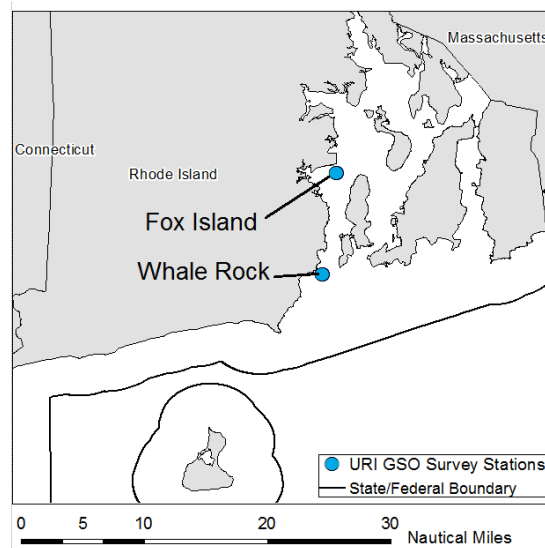 Massachusetts
Connecticut
Rhode Island
Fox Island
Whale Rock
URI GSO Survey Stations
State/Federal Boundary
0 5 10 20 30
Nautical Miles